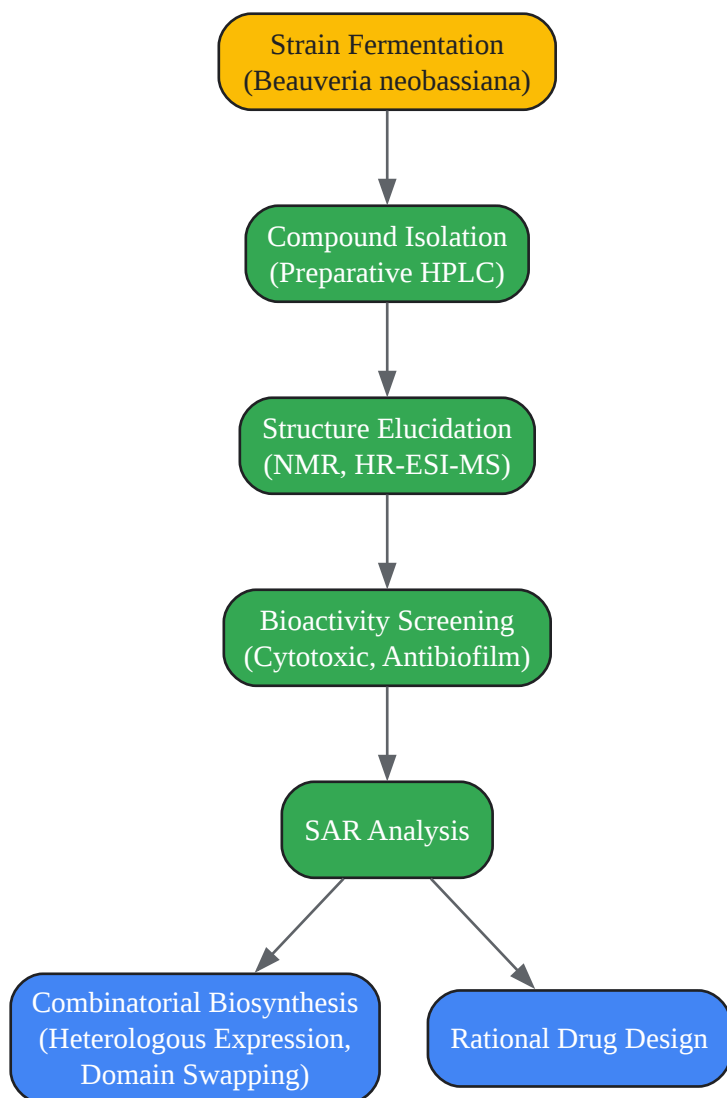 Strain Fermentation
(Beauveria neobassiana)
Compound Isolation
(Preparative HPLC)
Structure Elucidation
(NMR, HR-ESI-MS)
Bioactivity Screening
(Cytotoxic, Antibiofilm)
SAR Analysis
Combinatorial Biosynthesis
(Heterologous Expression,
Domain Swapping)
Rational Drug Design